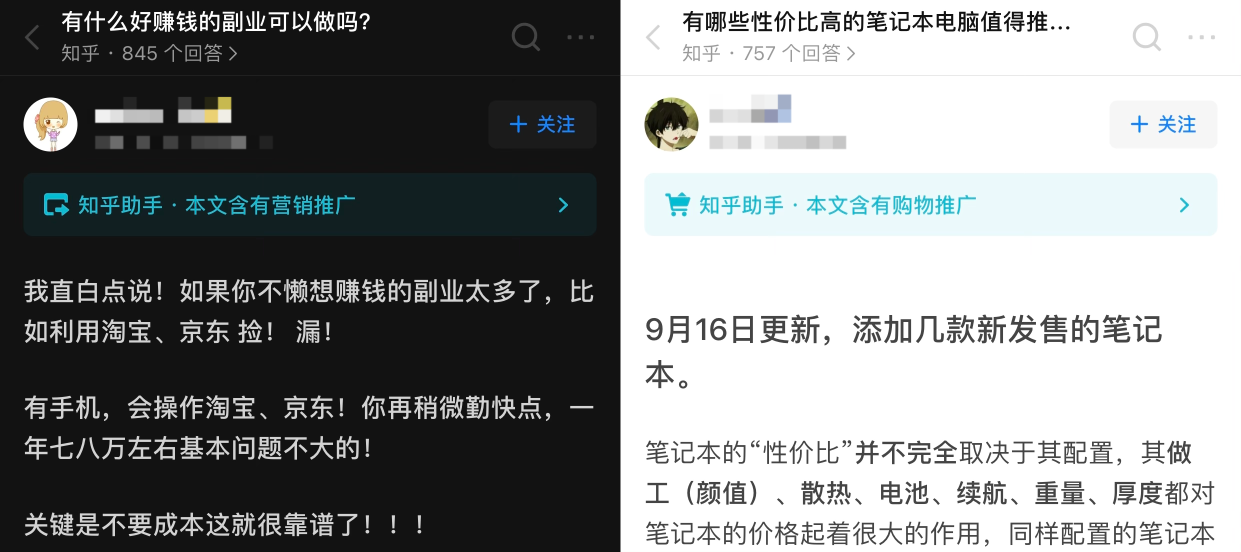 有什么好赚钱的副业可以做吗?
知乎 · 845 个回答 >
+ 关注
知乎助手 · 本文含有营销推广
我直白点说！如果你不懒想赚钱的副业太多了，比
如利用淘宝、京东 捡！ 漏！
有手机，会操作淘宝、京东！你再稍微勤快点，一
年七八万左右基本问题不大的！
关键是不要成本这就很靠谱了！！！
有哪些性价比高的笔记本电脑值得推...
知乎 · 757 个回答 >
+ 关注
知乎助手 · 本文含有购物推广
9月16日更新，添加几款新发售的笔记
本。
笔记本的“性价比”并不完全取决于其配置，其做
工（颜值）、散热、电池、续航、重量、厚度都对
笔记本的价格起着很大的作用，同样配置的笔记本